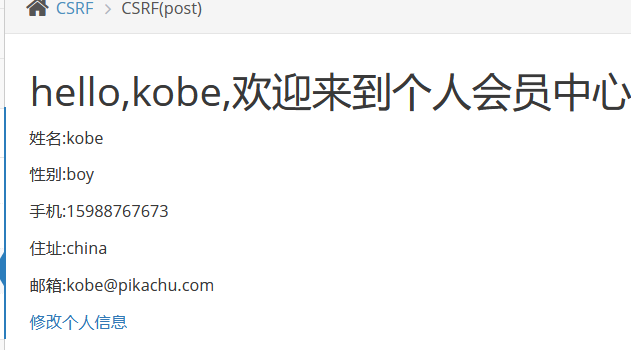 CSRF > CSRF(post)
hello,kobe,欢迎来到个人会员中心
姓名:kobe
性别:boy
手机:15988767673
住址:china
邮箱:kobe@pikachu.com
修改个人信息